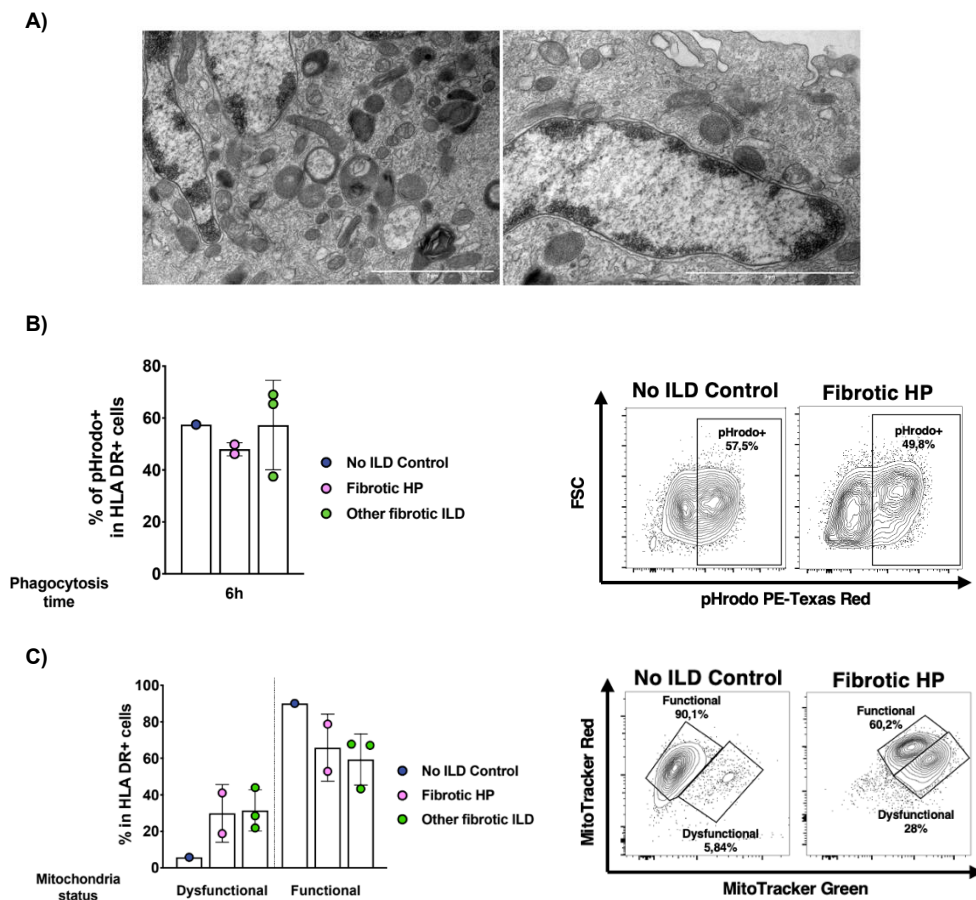 A)
B)
80
60
40
20
0
% of pHrodo+
in HLA DR+ cells
No ILD Control
Fibrotic HP
Other fibrotic ILD
Phagocytosis
time
6h
No ILD Control
Fibrotic HP
pHrodo+
57,5%
pHrodo+
49,8%
FSC
pHrodo PE-Texas Red
C)
100
80
60
40
20
0
% in HLA DR+ cells
No ILD Control
Fibrotic HP
Other fibrotic ILD
Mitochondria
status
Dysfunctional
Functional
No ILD Control
Fibrotic HP
Functional
90,1%
Dysfunctional
5,84%
Functional
60,2%
Dysfunctional
28%
MitoTracker Red
MitoTracker Green